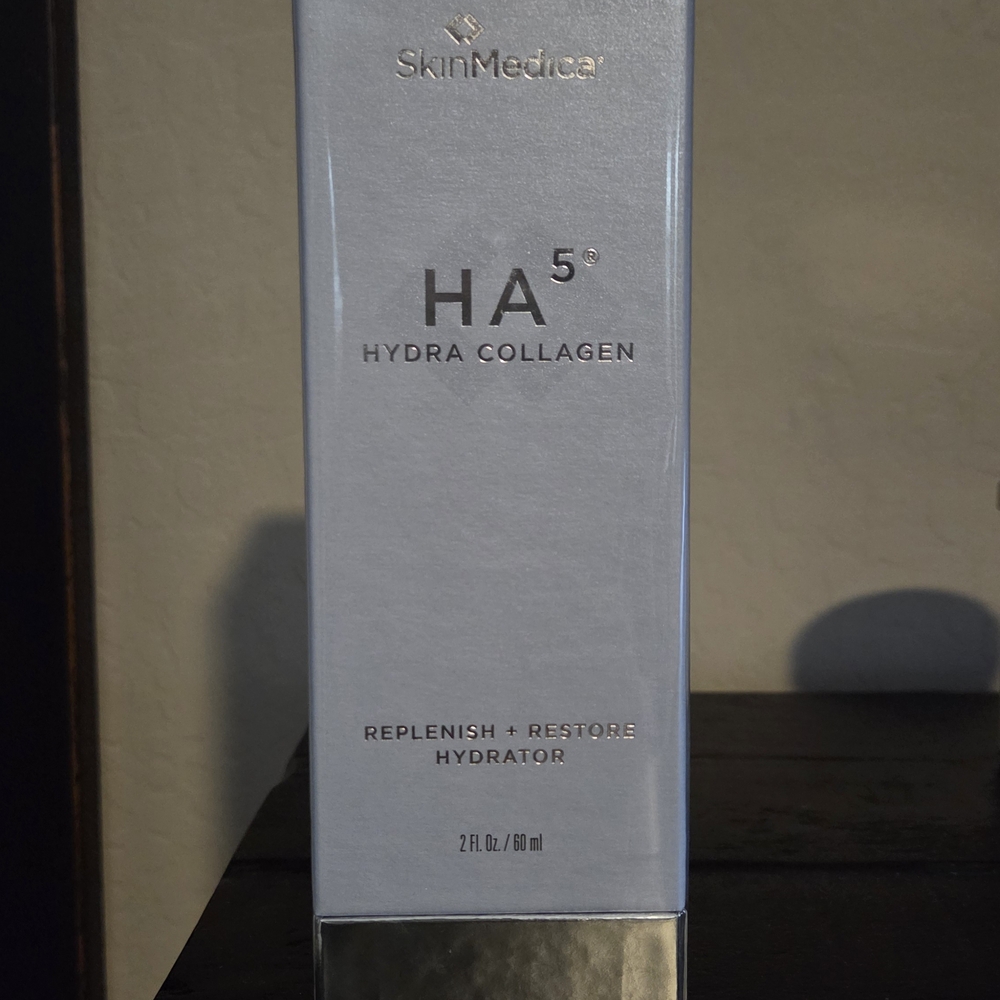 SkinMedica®
HA5®
HYDRA COLLAGEN
REPLENISH + RESTORE
HYDRATOR
2 Fl. Oz. / 60 ml